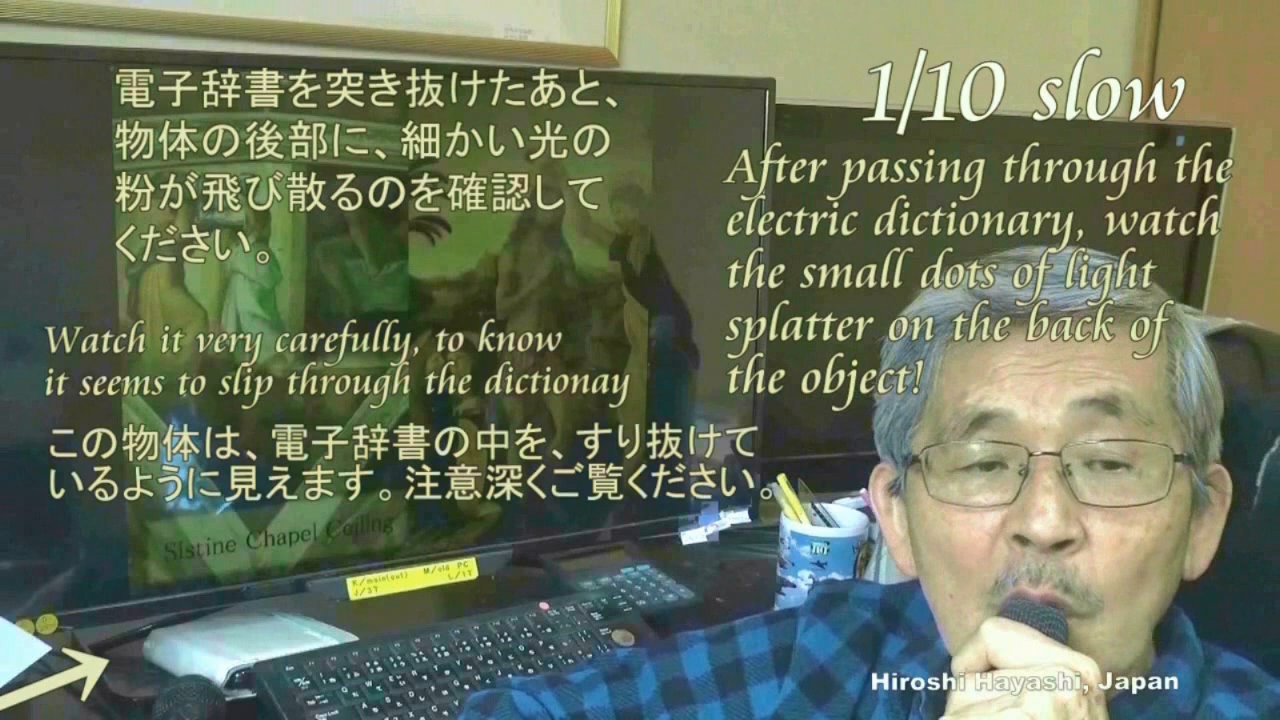 電子辞書を突き抜けたあと、
物体の後部に、細かい光の
粉が飛び散るのを確認して
ください。
1/10 slow
After passing through the
electric dictionary, watch
the small dots of light
splatter on the back of
the object!
Watch it very carefully, to know
it seems to slip through the dictionay
この物体は、電子辞書の中を、すり抜けて
いるように見えます。注意深くご覧ください。
Sistine Chapel Ceiling
R/main(out) M/old PC
J/3T L/1T
Hiroshi Hayashi, Japan